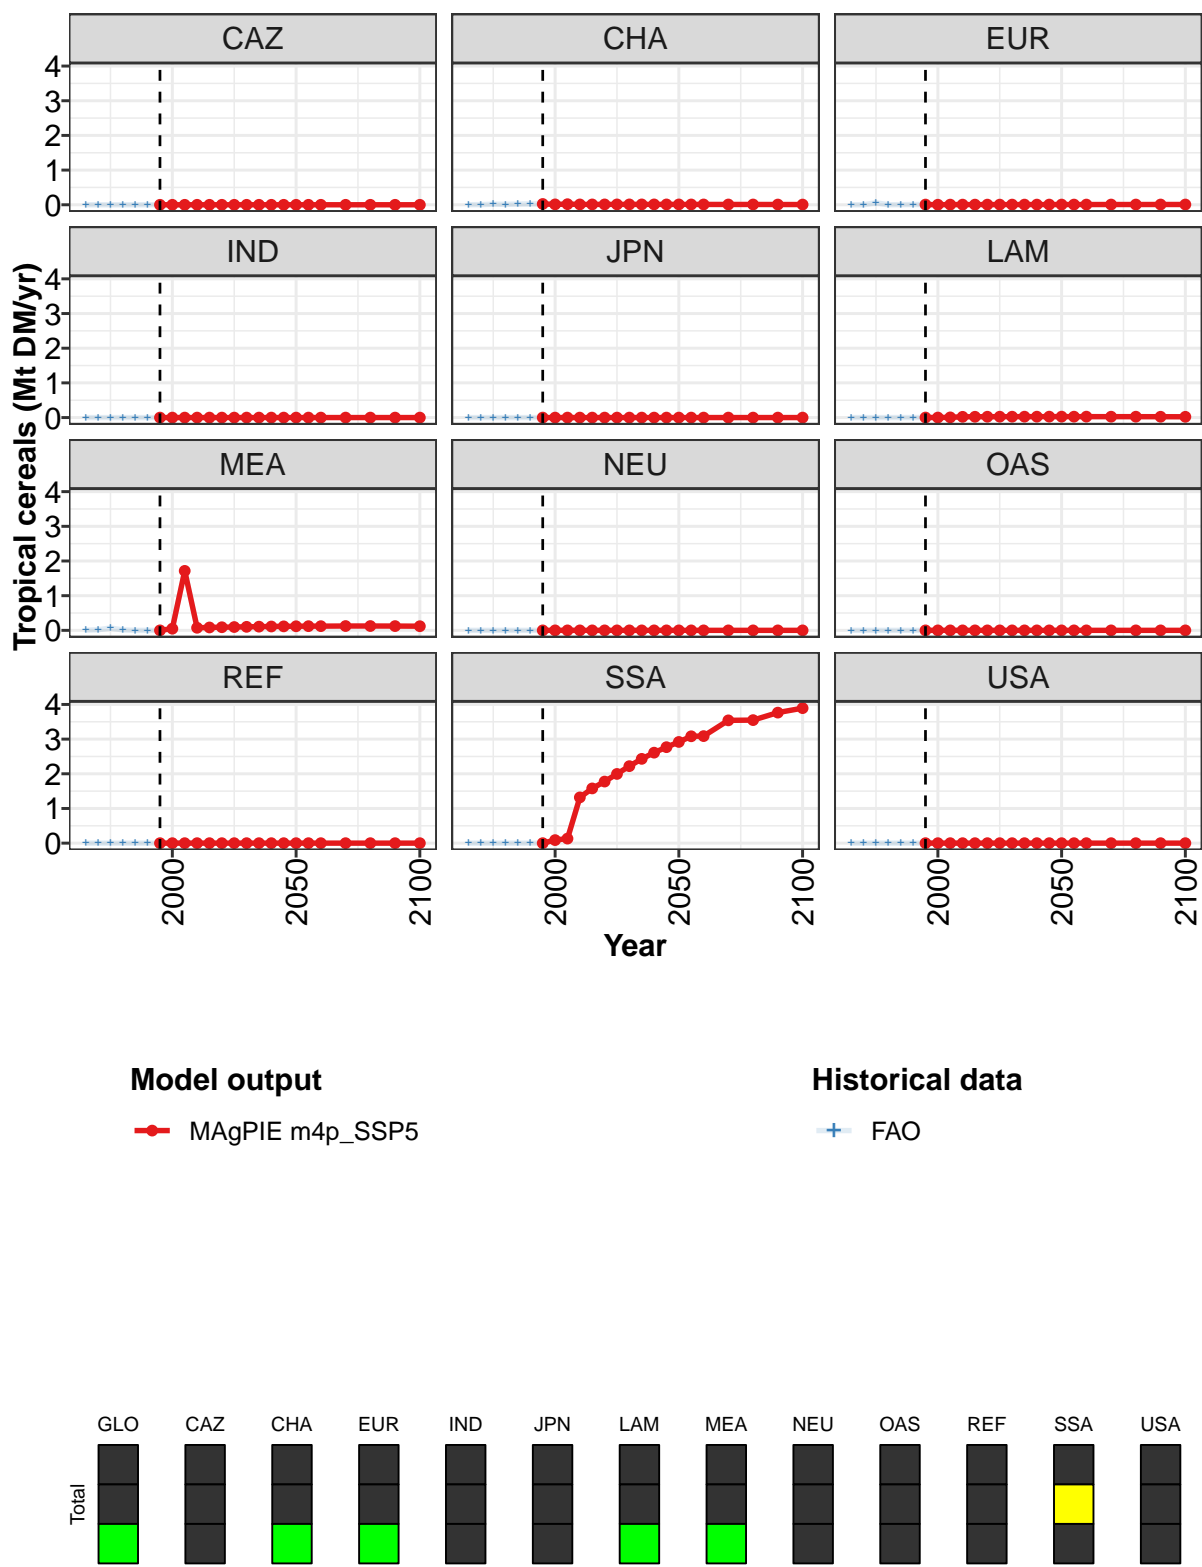 CAZ CHA EUR
4
3
2
1
0
IND JPN LAM
4
3
2
1
0
MEA NEU OAS
4
3
2
1
0
REF SSA USA
4
3
2
1
0
Tropical cereals (Mt DM/yr)
2000 2050 2100 2000 2050 2100 2000 2050 2100
Year
Model output Historical data
MAgPIE m4p_SSP5 FAO
GLO CAZ CHA EUR IND JPN LAM MEA NEU OAS REF SSA USA
Total